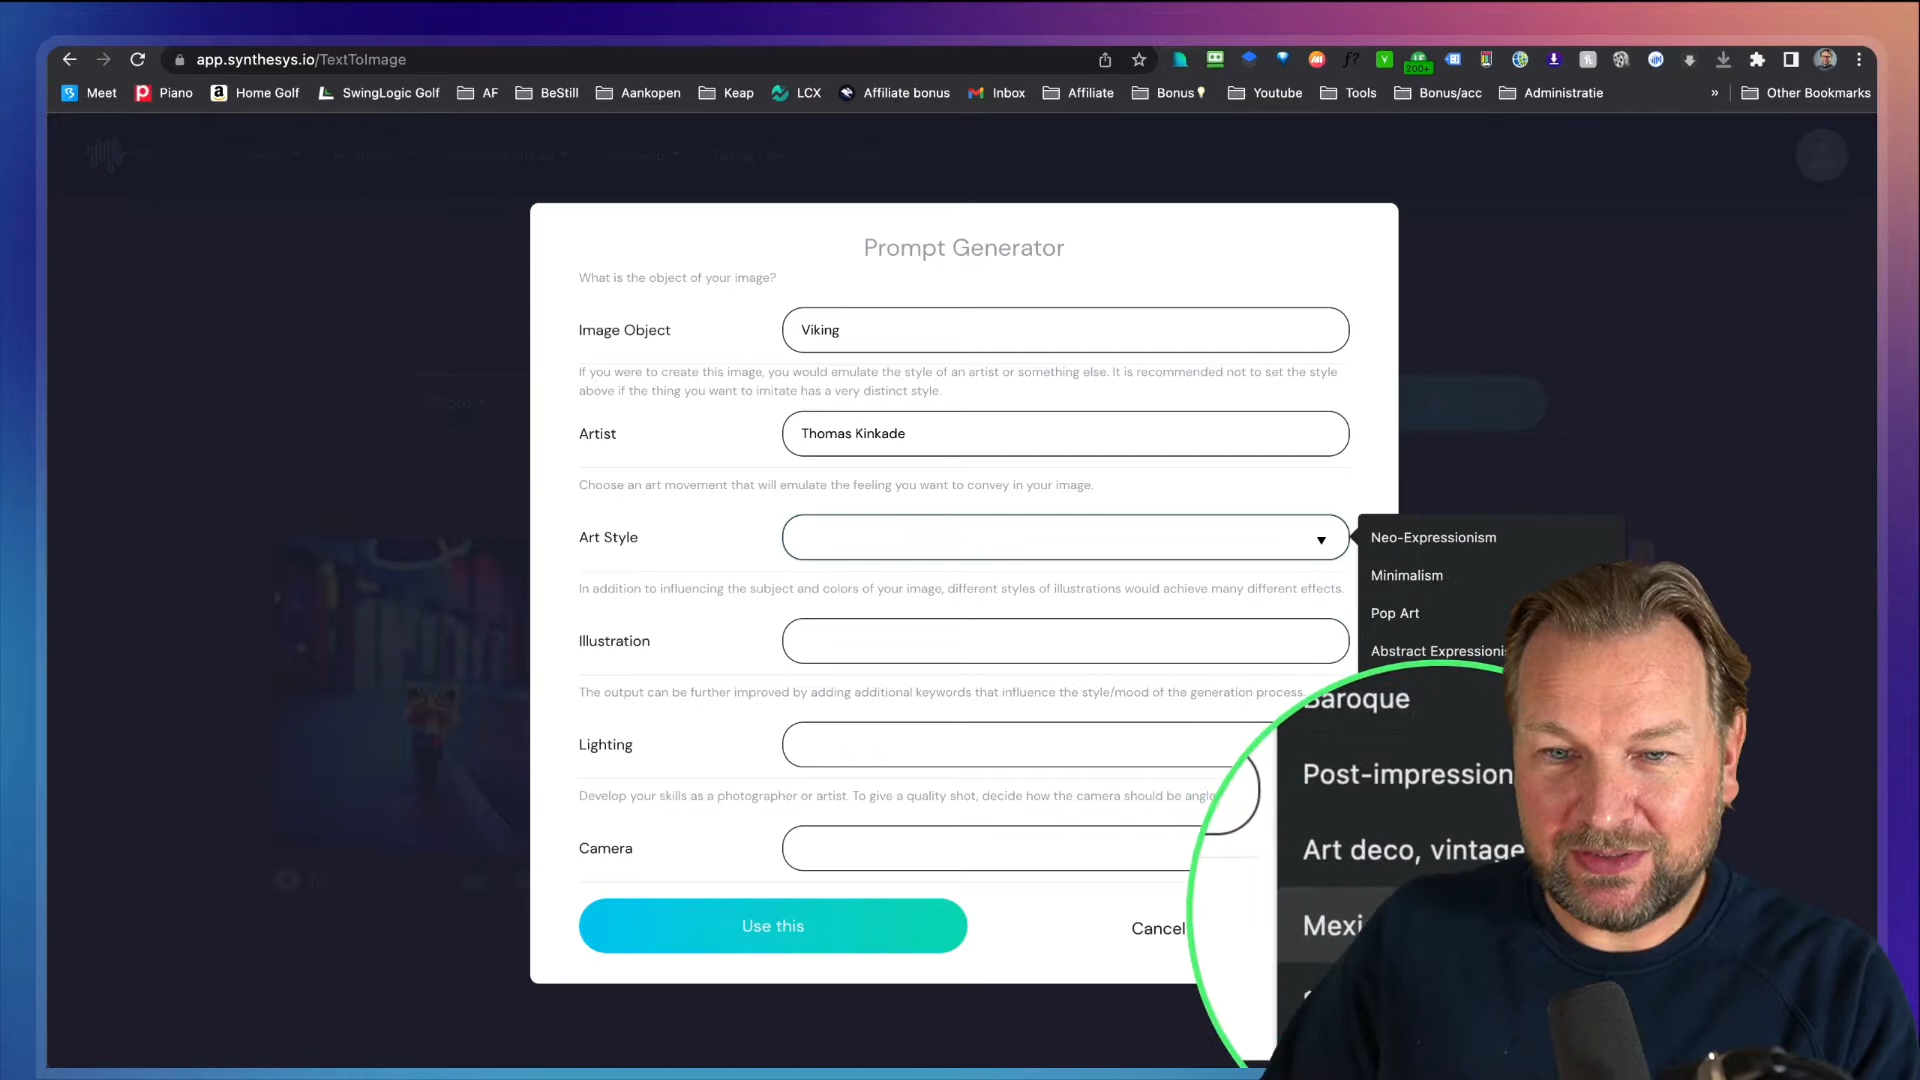 app.synthesys.io/TextToImage
200+
Meet
Piano
Home Golf
SwingLogic Golf
AF
BeStill
Aankopen
Keap
LCX
Affiliate bonus
Inbox
Affiliate
Bonus
Youtube
Tools
Bonus/acc
Administratie
»
Other Bookmarks
Prompt Generator
What is the object of your image?
Image Object
Viking
If you were to create this image, you would emulate the style of an artist or something else. It is recommended not to set the style
above if the thing you want to imitate has a very distinct style.
Artist
Thomas Kinkade
Choose an art movement that will emulate the feeling you want to convey in your image.
Art Style
Neo-Expressionism
Minimalism
Pop Art
Abstract Expressionis
In addition to influencing the subject and colors of your image, different styles of illustrations would achieve many different effects.
Illustration
The output can be further improved by adding additional keywords that influence the style/mood of the generation process.
Lighting
Baroque
Post-impression
Art deco, vintage
Mexi
Develop your skills as a photographer or artist. To give a quality shot, decide how the camera should be angle
Camera
Use this
Cancel